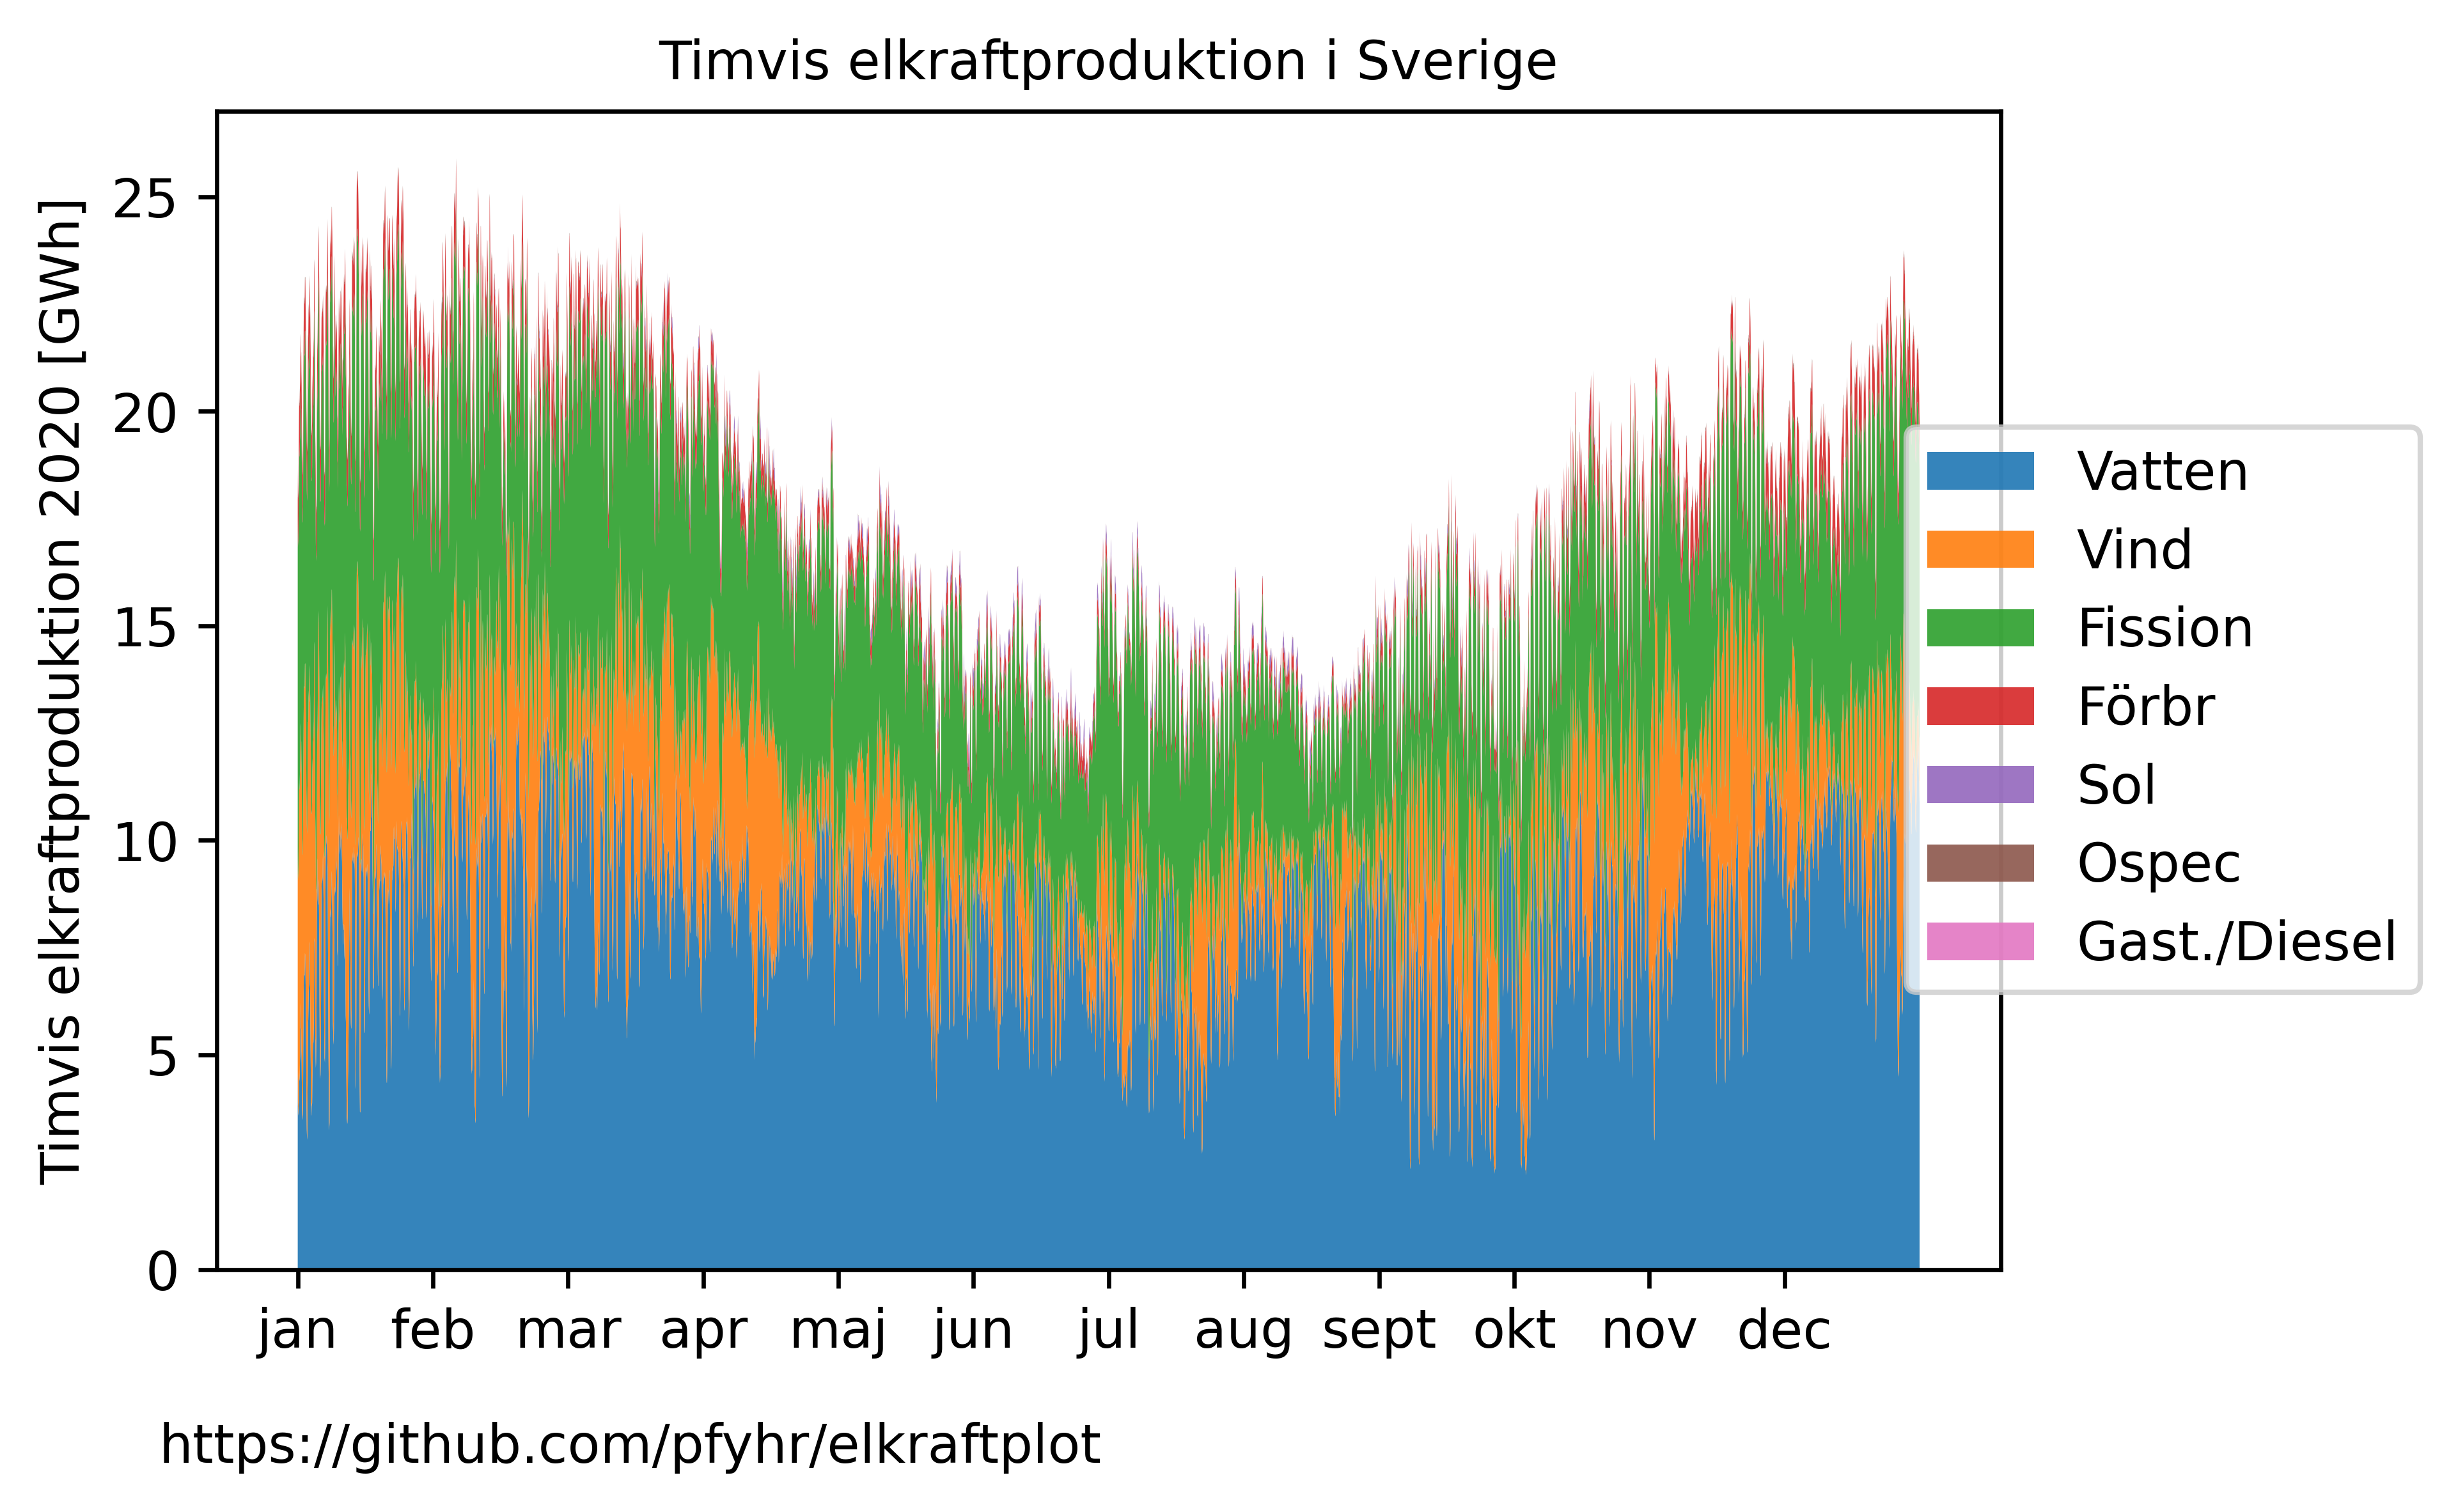 Timvis elkraftproduktion i Sverige
Timvis elkraftproduktion 2020 [GWh]
25
20
15
10
5
0
jan feb mar apr maj jun jul aug sept okt nov dec
Vatten
Vind
Fission
Förbr
Sol
Ospec
Gast./Diesel
https://github.com/pfyhr/elkraftplot